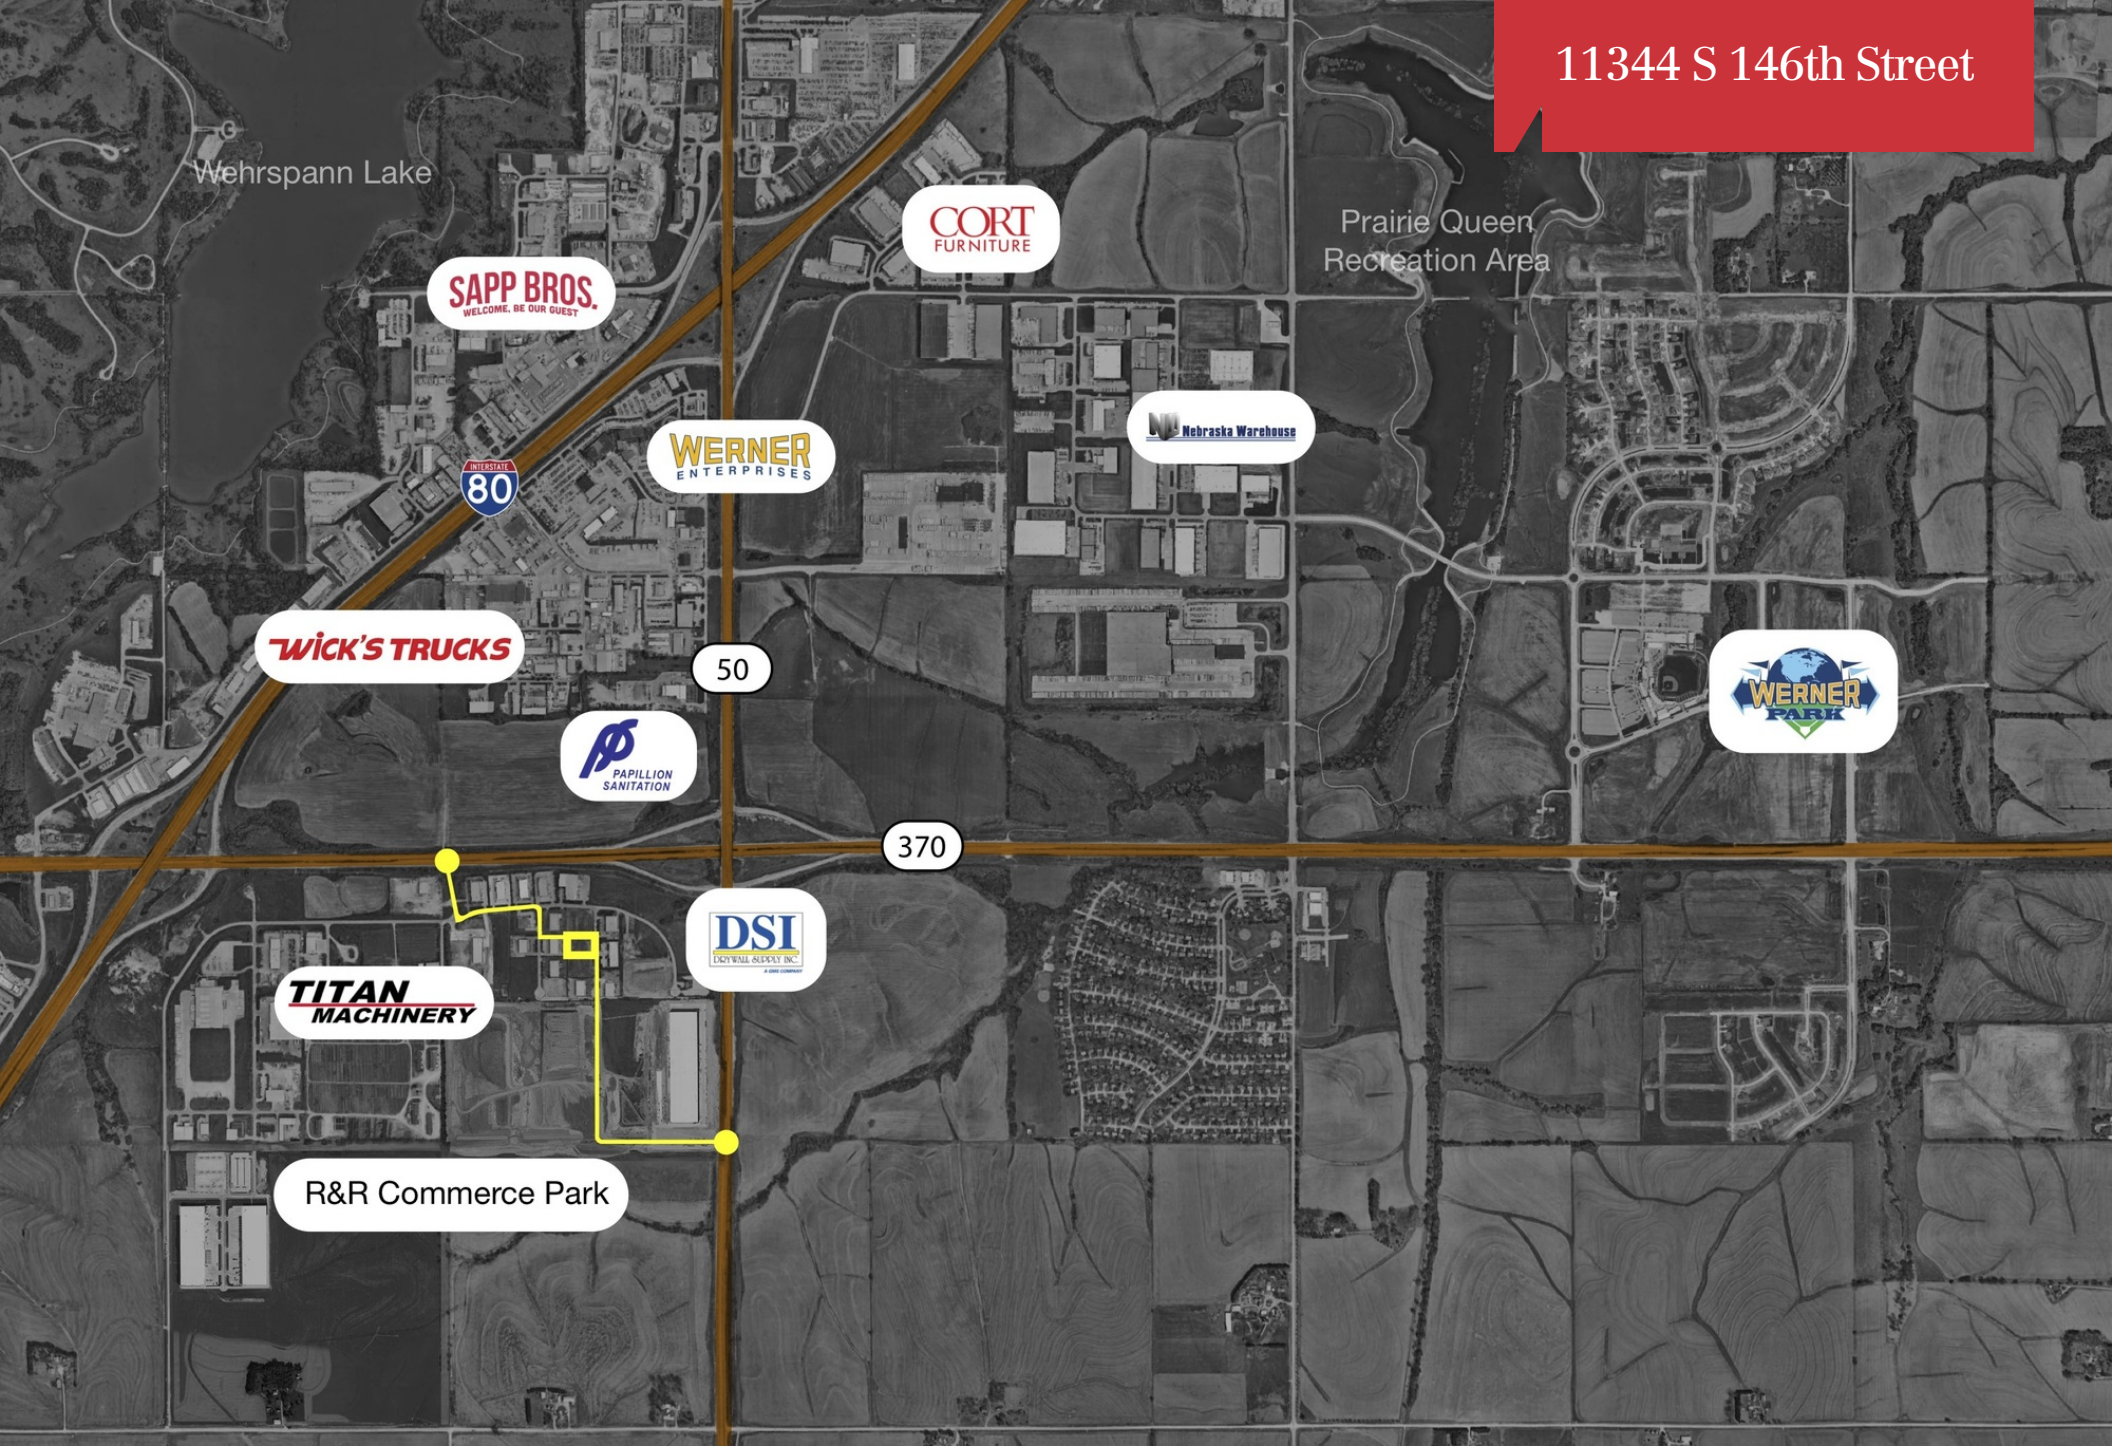 11344 S 146th Street
Wehrspann Lake
CORT
FURNITURE
Prairie Queen
Recreation Area
SAPP BROS.
WELCOME, BE OUR GUEST
Nebraska Warehouse
WERNER
ENTERPRISES
INTERSTATE
80
WICK'S TRUCKS
50
WERNER
PARK
PAPILLION
SANITATION
370
DSI
DRYWALL SUPPLY INC.
A GMS COMPANY
TITAN
MACHINERY
R&R Commerce Park